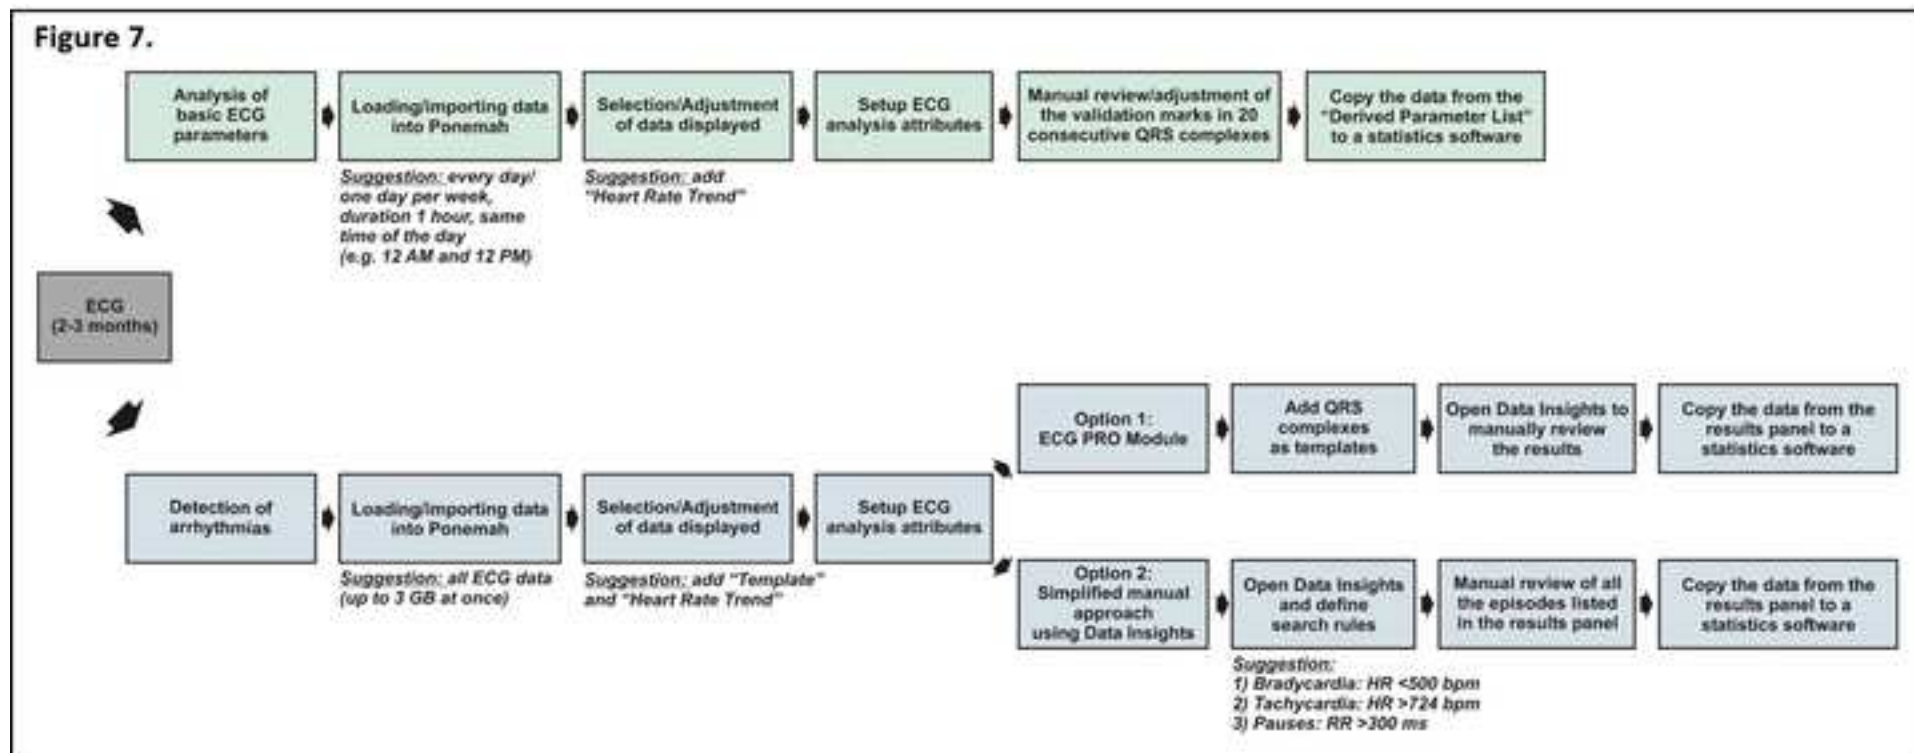 Figure 7.
Analysis of
basic ECG
parameters
Loading/Importing data
into Ponemah
Selection/Adjustment
of data displayed
Setup ECG
analysis attributes
Manual review/adjustment of
the validation marks in 20
consecutive QRS complexes
Copy the data from the
"Derived Parameter List"
to a statistics software
Suggestion: every day/
one day per week,
duration 1 hour, same
time of the day
(e.g. 12 AM and 12 PM)
Suggestion: add
"Heart Rate Trend"
ECG
(2-3 months)
Detection of
arrhythmias
Loading/Importing data
into Ponemah
Selection/Adjustment
of data displayed
Setup ECG
analysis attributes
Suggestion: all ECG data
(up to 3 GB at once)
Suggestion: add "Template"
and "Heart Rate Trend"
Option 1:
ECG PRO Module
Add QRS
complexes
as templates
Open Data Insights to
manually review
the results
Copy the data from the
results panel to a
statistics software
Option 2:
Simplified manual
approach
using Data Insights
Open Data Insights
and define
search rules
Manual review of all
the episodes listed
in the results panel
Copy the data from the
results panel to a
statistics software
Suggestion:
1) Bradycardia: HR <500 bpm
2) Tachycardia: HR >724 bpm
3) Pauses: RR >300 ms